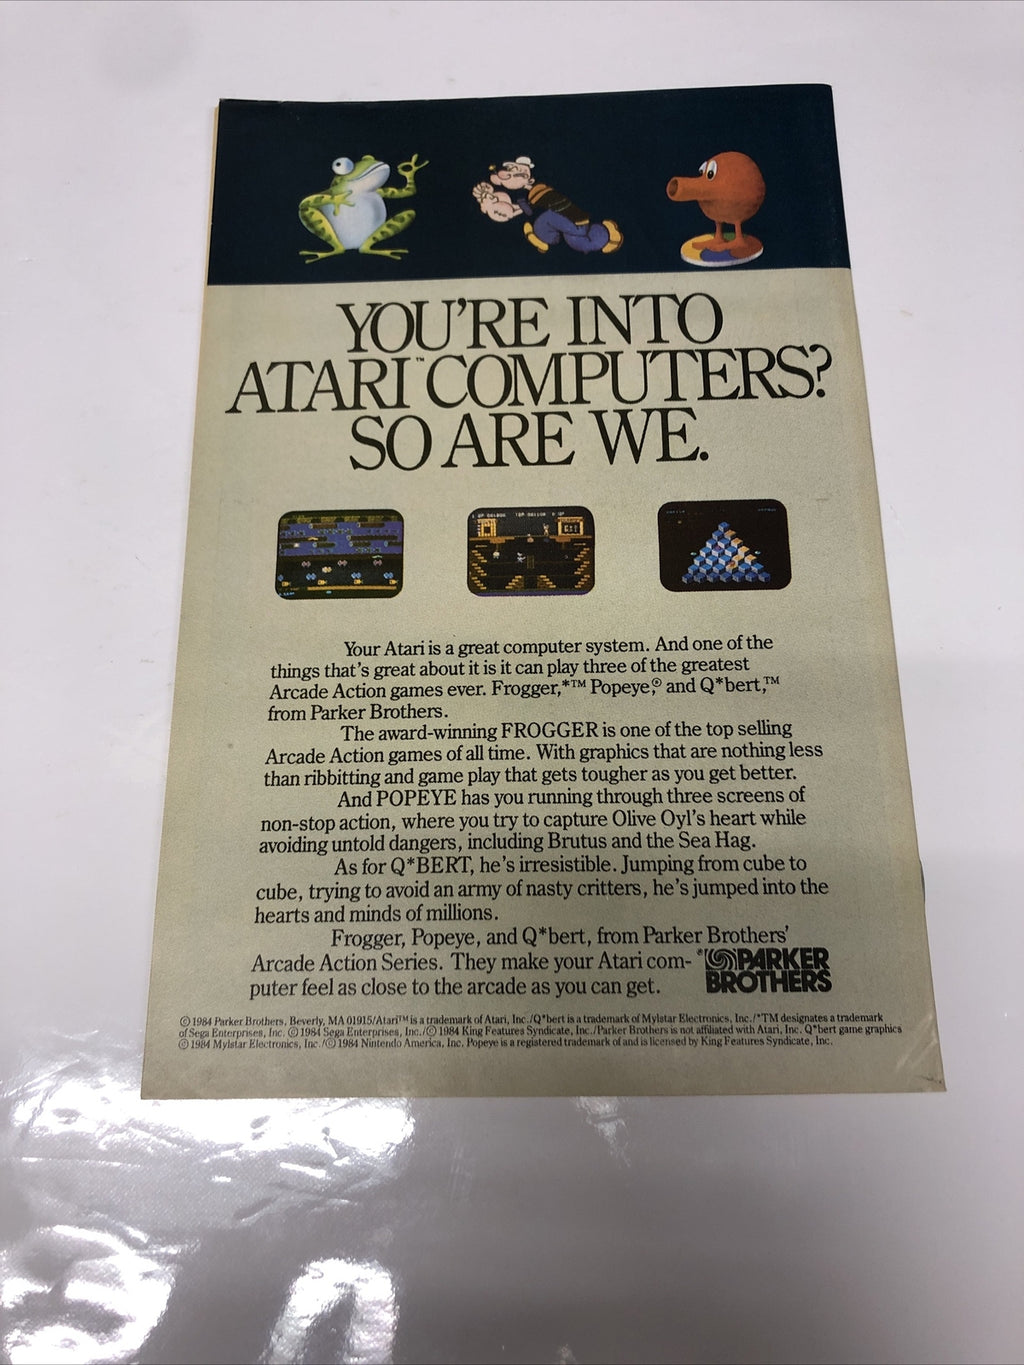 YOU'RE INTO
ATARI™ COMPUTERS?
SO ARE WE.
Your Atari is a great computer system. And one of the
things that's great about it is it can play three of the greatest
Arcade Action games ever. Frogger,*™ Popeye,® and Q*bert,™
from Parker Brothers.
The award-winning FROGGER is one of the top selling
Arcade Action games of all time. With graphics that are nothing less
than ribbitting and game play that gets tougher as you get better.
And POPEYE has you running through three screens of
non-stop action, where you try to capture Olive Oyl's heart while
avoiding untold dangers, including Brutus and the Sea Hag.
As for Q*BERT, he's irresistible. Jumping from cube to
cube, trying to avoid an army of nasty critters, he's jumped into the
hearts and minds of millions.
Frogger, Popeye, and Q*bert, from Parker Brothers'
Arcade Action Series. They make your Atari com-
puter feel as close to the arcade as you can get.
PARKER
BROTHERS
©1984 Parker Brothers, Beverly, MA 01915/Atari™ is a trademark of Atari, Inc./Q*bert is a trademark of Mylstar Electronics, Inc./*TM designates a trademark
of Sega Enterprises, Inc. ©1984 Sega Enterprises, Inc./©1984 King Features Syndicate, Inc./Parker Brothers is not affiliated with Atari, Inc. Q*bert game graphics
©1984 Mylstar Electronics, Inc./©1984 Nintendo America, Inc. Popeye is a registered trademark of and is licensed by King Features Syndicate, Inc.